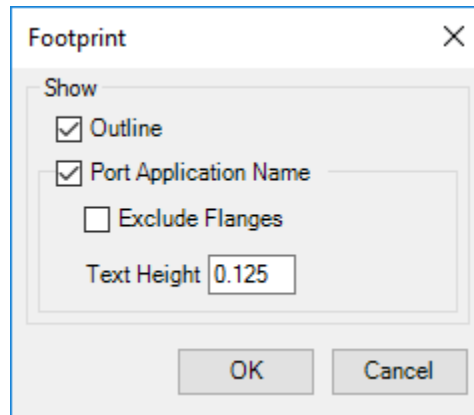 Footprint
Show
Outline
Port Application Name
Exclude Flanges
Text Height 0.125
OK Cancel